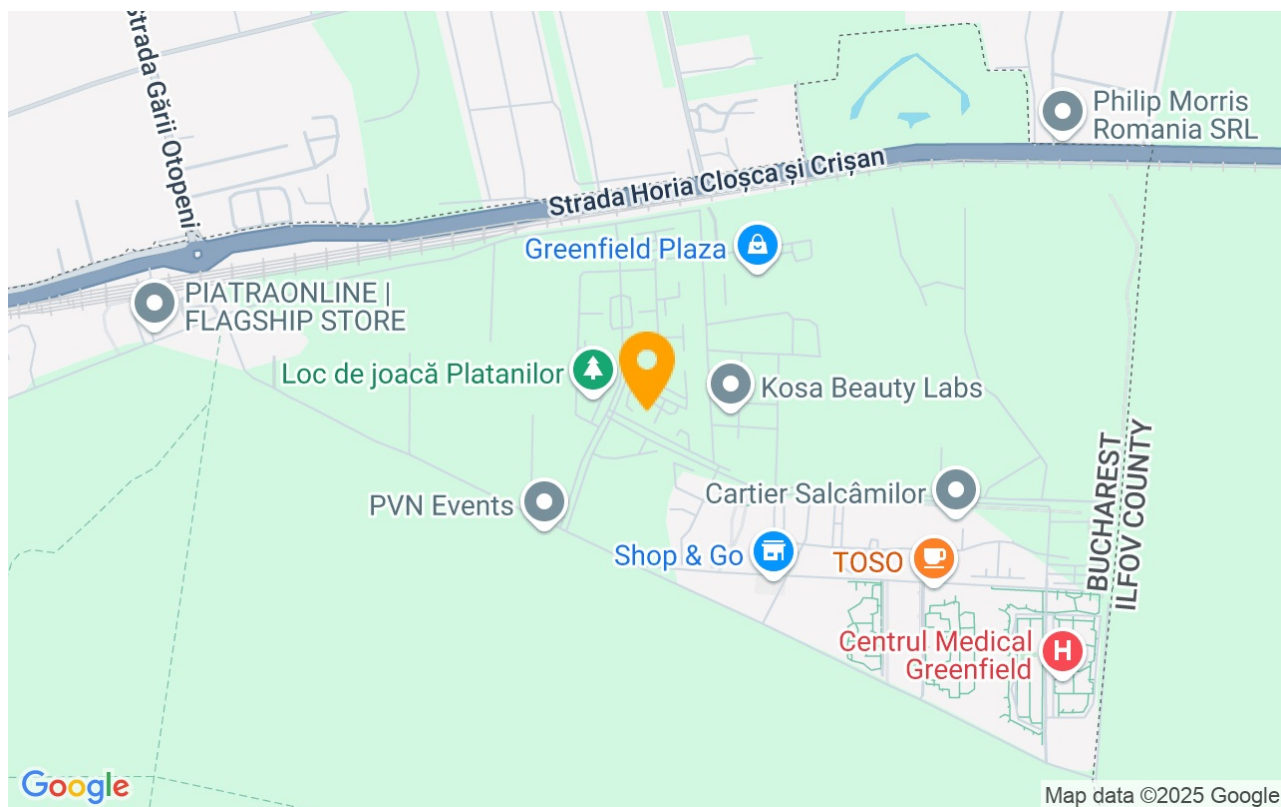 Strada Gării Otopeni
Philip Morris
Romania SRL
Strada Horia Cloșca și Crișan
Greenfield Plaza
PIATRAONLINE |
FLAGSHIP STORE
Loc de joacă Platanilor
Kosa Beauty Labs
BUCHAREST
ILFOV COUNTY
Cartier Salcâmilor
PVN Events
Shop & Go
TOSO
Centrul Medical
Greenfield
H
Google
Map data ©2025 Google